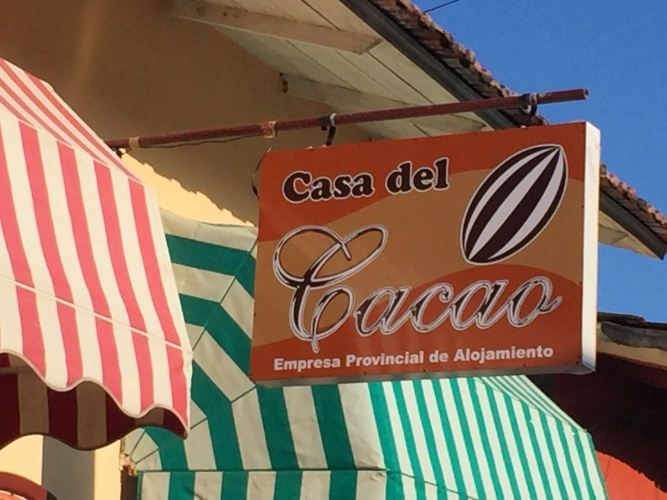 Casa del
Cacao
Empresa Provincial de Alojamiento